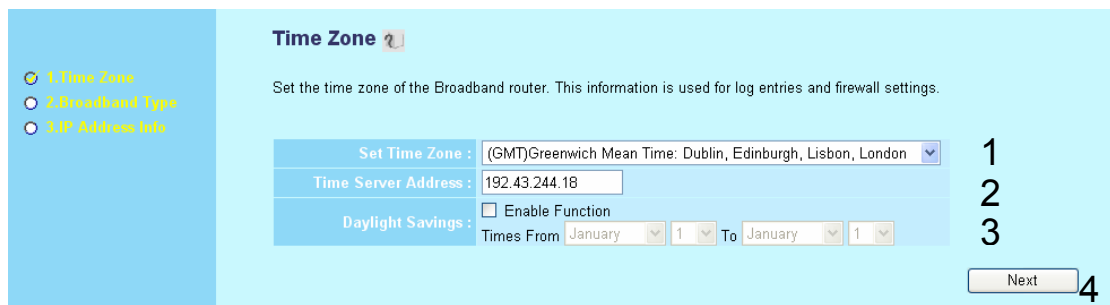 Time Zone
1.Time Zone
2.Broadband Type
3.IP Address Info
Set the time zone of the Broadband router. This information is used for log entries and firewall settings.
Set Time Zone : (GMT)Greenwich Mean Time: Dublin, Edinburgh, Lisbon, London 1
Time Server Address : 192.43.244.18 2
Daylight Savings : Enable Function
Times From January 1 To January 1 3
Next 4